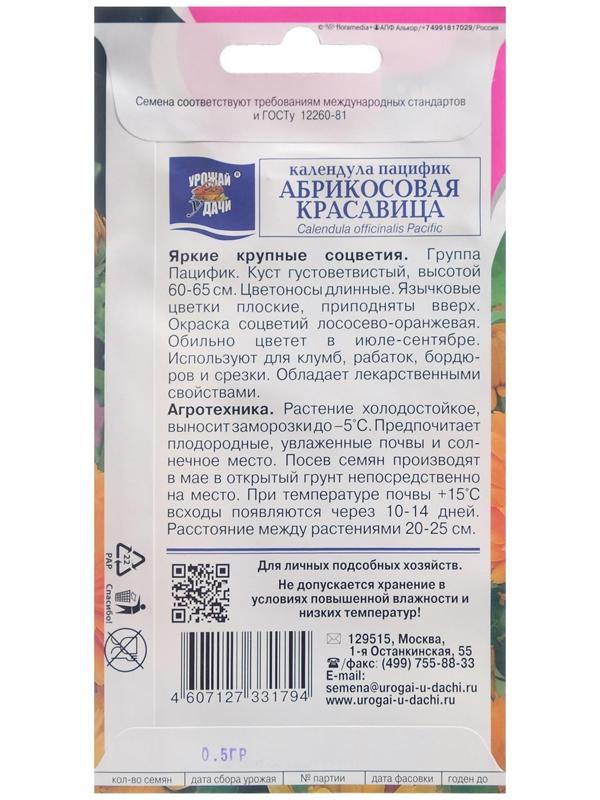 © floramedia+ АПФ Алькор/+74991817029/Россия
Семена соответствуют требованиям международных стандартов
и ГОСТу 12260-81
УРОЖАЙ
У ДАЧИ ®
календула пацифик
АБРИКОСОВАЯ
КРАСАВИЦА
Calendula officinalis Pacific
Яркие крупные соцветия. Группа
Пацифик. Куст густоветвистый, высотой
60-65 см. Цветоносы длинные. Язычковые
цветки плоские, приподняты вверх.
Окраска соцветий лососево-оранжевая.
Обильно цветет в июле-сентябре.
Используют для клумб, рабаток, бордю-
ров и срезки. Обладает лекарственными
свойствами.
Агротехника. Растение холодостойкое,
выносит заморозки до –5°С. Предпочитает
плодородные, увлаженные почвы и сол-
нечное место. Посев семян производят
в мае в открытый грунт непосредственно
на место. При температуре почвы +15°С
всходы появляются через 10-14 дней.
Расстояние между растениями 20-25 см.
22
PAP
Спасибо!
Для личных подсобных хозяйств.
Не допускается хранение в
условиях повышенной влажности и
низких температур!
129515, Москва,
1-я Останкинская, 55
☎/факс: (499) 755-88-33
E-mail:
semena@urogai-u-dachi.ru
www.urogai-u-dachi.ru
4 607127 331794
0.5ГР
кол-во семян
дата сбора урожая
№ партии
дата фасовки
годен до